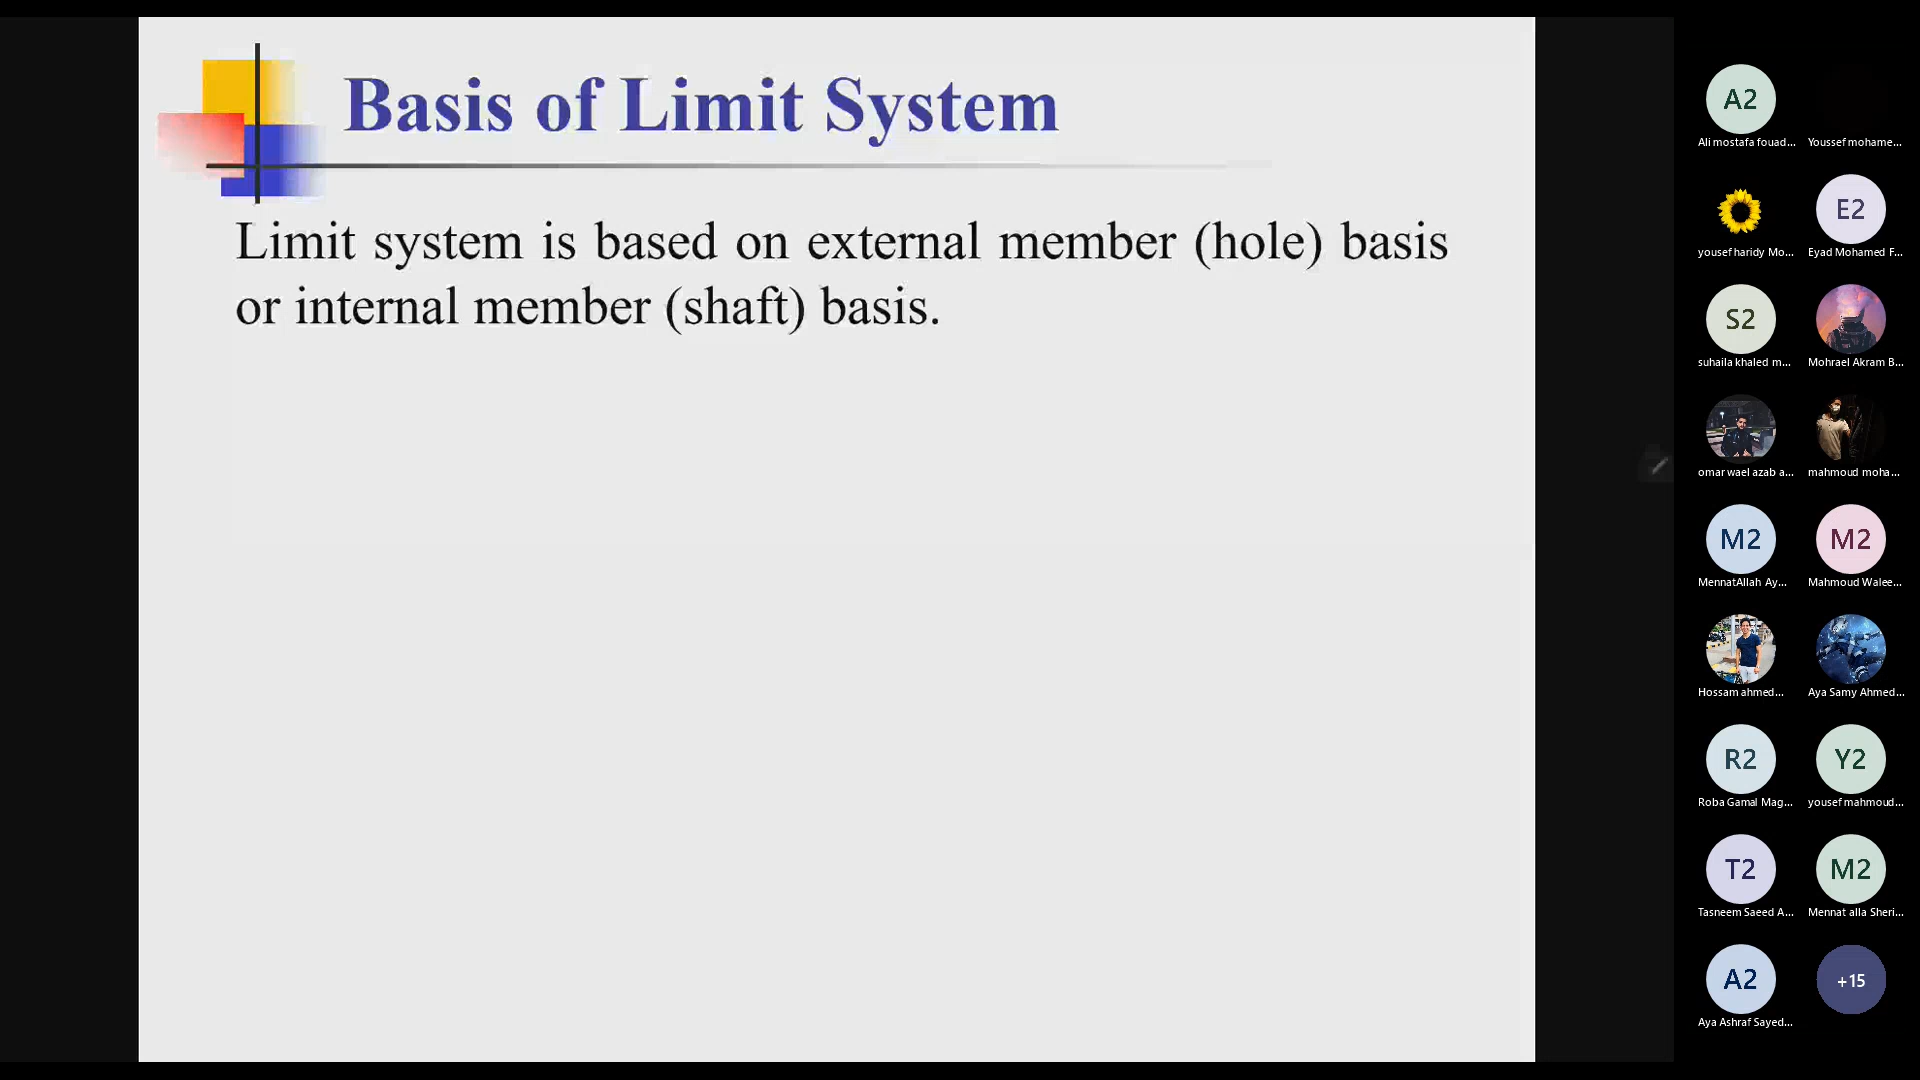 Basis of Limit System
Limit system is based on external member (hole) basis
or internal member (shaft) basis.
A2
Ali mostafa fouad...
Youssef mohame...
yousef haridy Mo...
E2
Eyad Mohamed F...
S2
suhaila khaled m...
Mohrael Akram B...
omar wael azab a...
mahmoud moha...
M2
MennatAllah Ay...
M2
Mahmoud Walee...
Hossam ahmed...
Aya Samy Ahmed...
R2
Roba Gamal Mag...
Y2
yousef mahmoud...
T2
Tasneem Saeed A...
M2
Mennat alla Sheri...
A2
Aya Ashraf Sayed...
+15